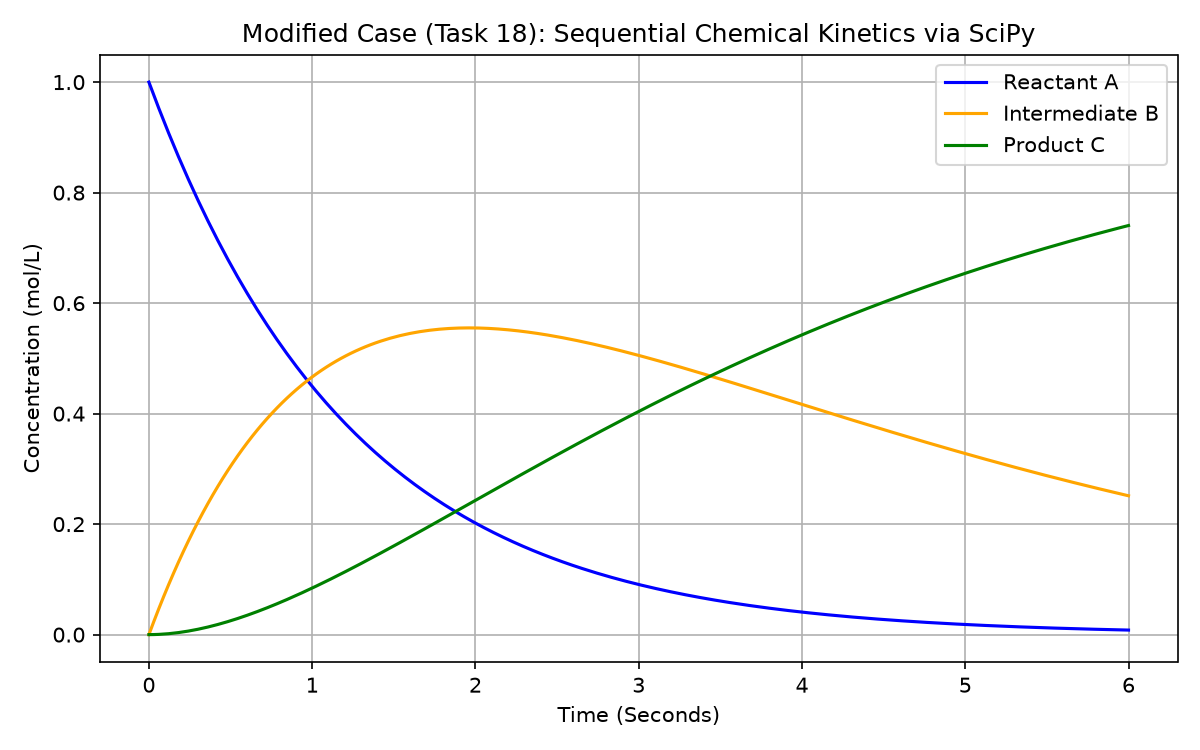 Modified Case (Task 18): Sequential Chemical Kinetics via SciPy
Reactant A
Intermediate B
Product C
Concentration (mol/L)
1.0
0.8
0.6
0.4
0.2
0.0
0 1 2 3 4 5 6
Time (Seconds)